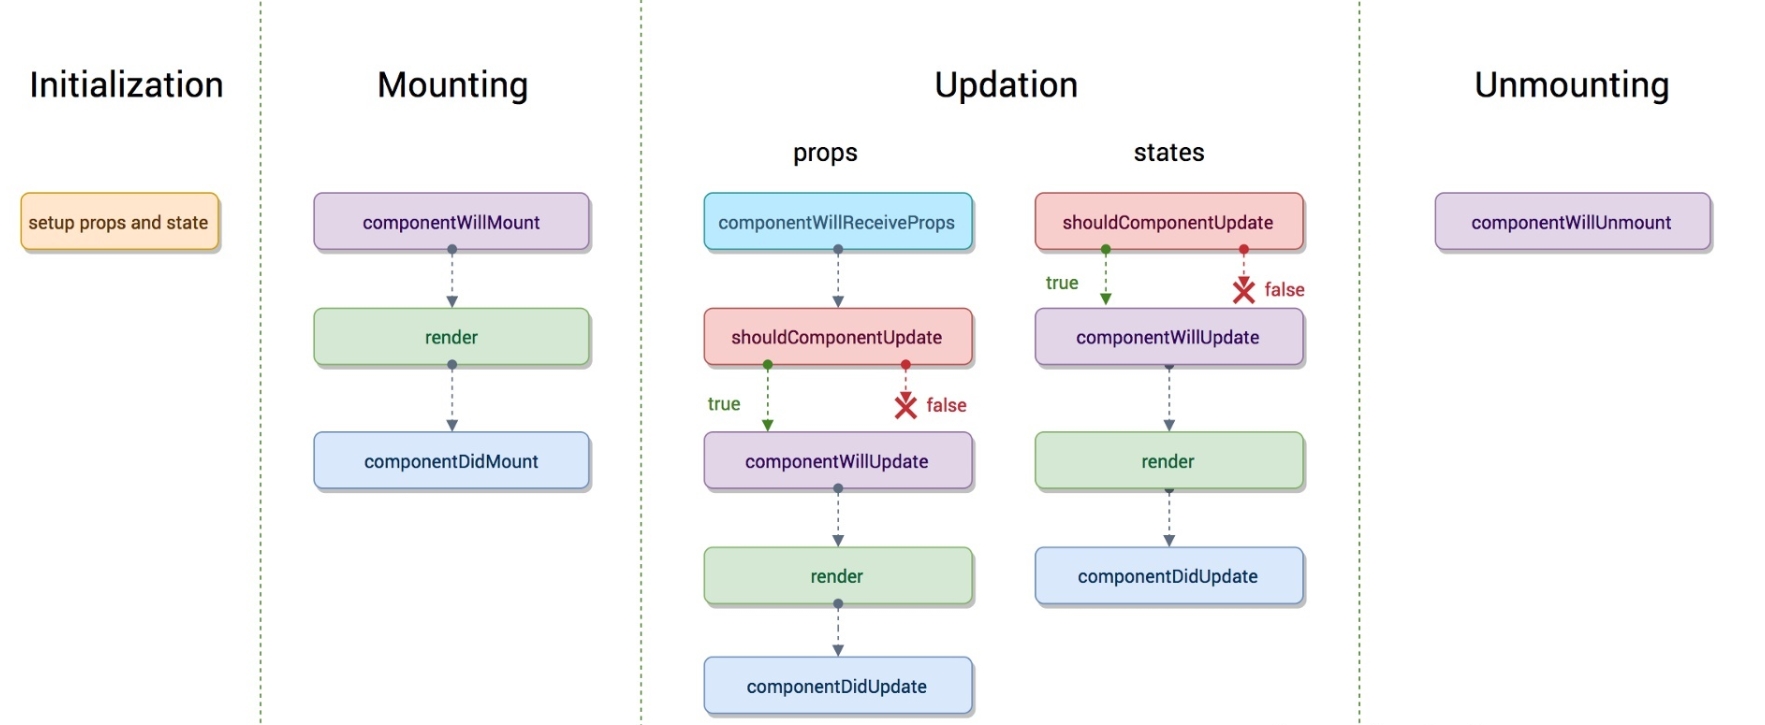 Initialization
Mounting
Updation
Unmounting
props
states
setup props and state
componentWillMount
componentWillReceiveProps
shouldComponentUpdate
componentWillUnmount
true
false
render
shouldComponentUpdate
componentWillUpdate
true
false
componentDidMount
componentWillUpdate
render
render
componentDidUpdate
componentDidUpdate